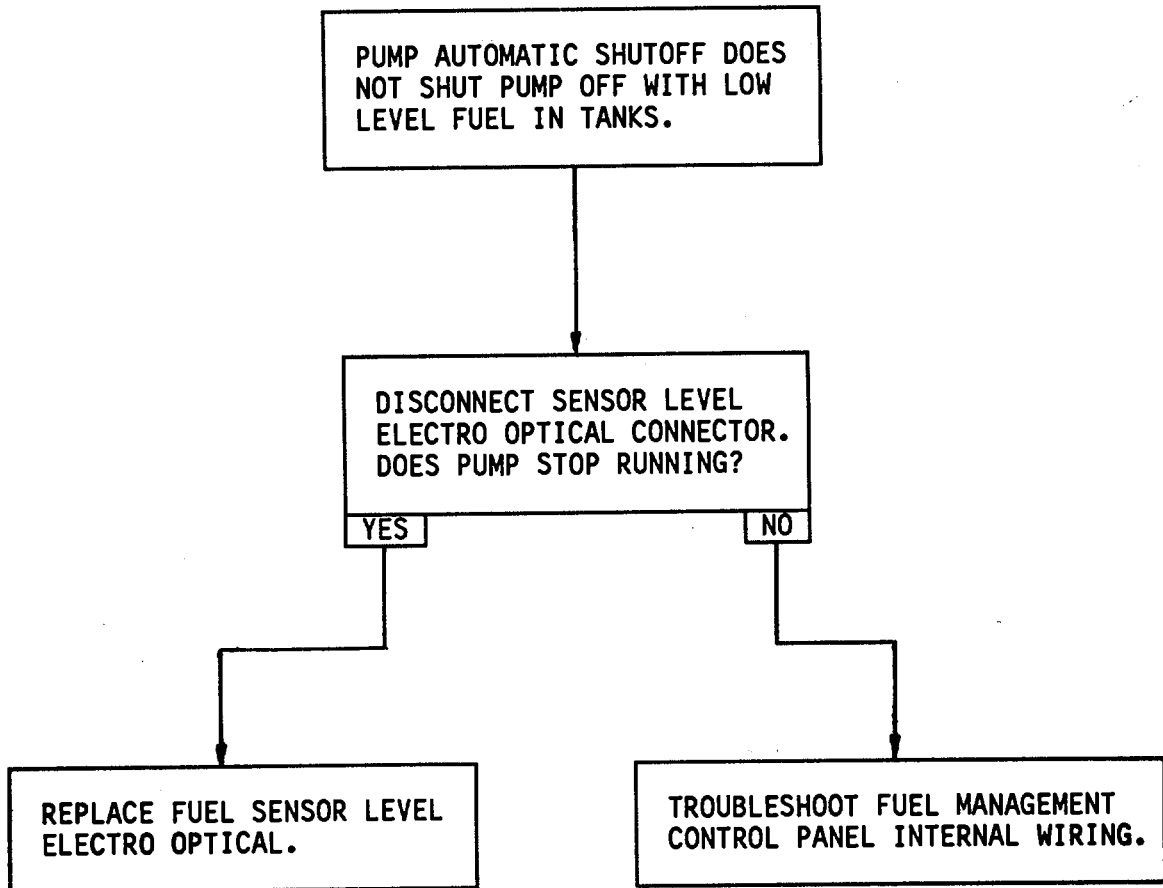 PUMP AUTOMATIC SHUTOFF DOES
NOT SHUT PUMP OFF WITH LOW
LEVEL FUEL IN TANKS.
DISCONNECT SENSOR LEVEL
ELECTRO OPTICAL CONNECTOR.
DOES PUMP STOP RUNNING?
YES
NO
REPLACE FUEL SENSOR LEVEL
ELECTRO OPTICAL.
TROUBLESHOOT FUEL MANAGEMENT
CONTROL PANEL INTERNAL WIRING.